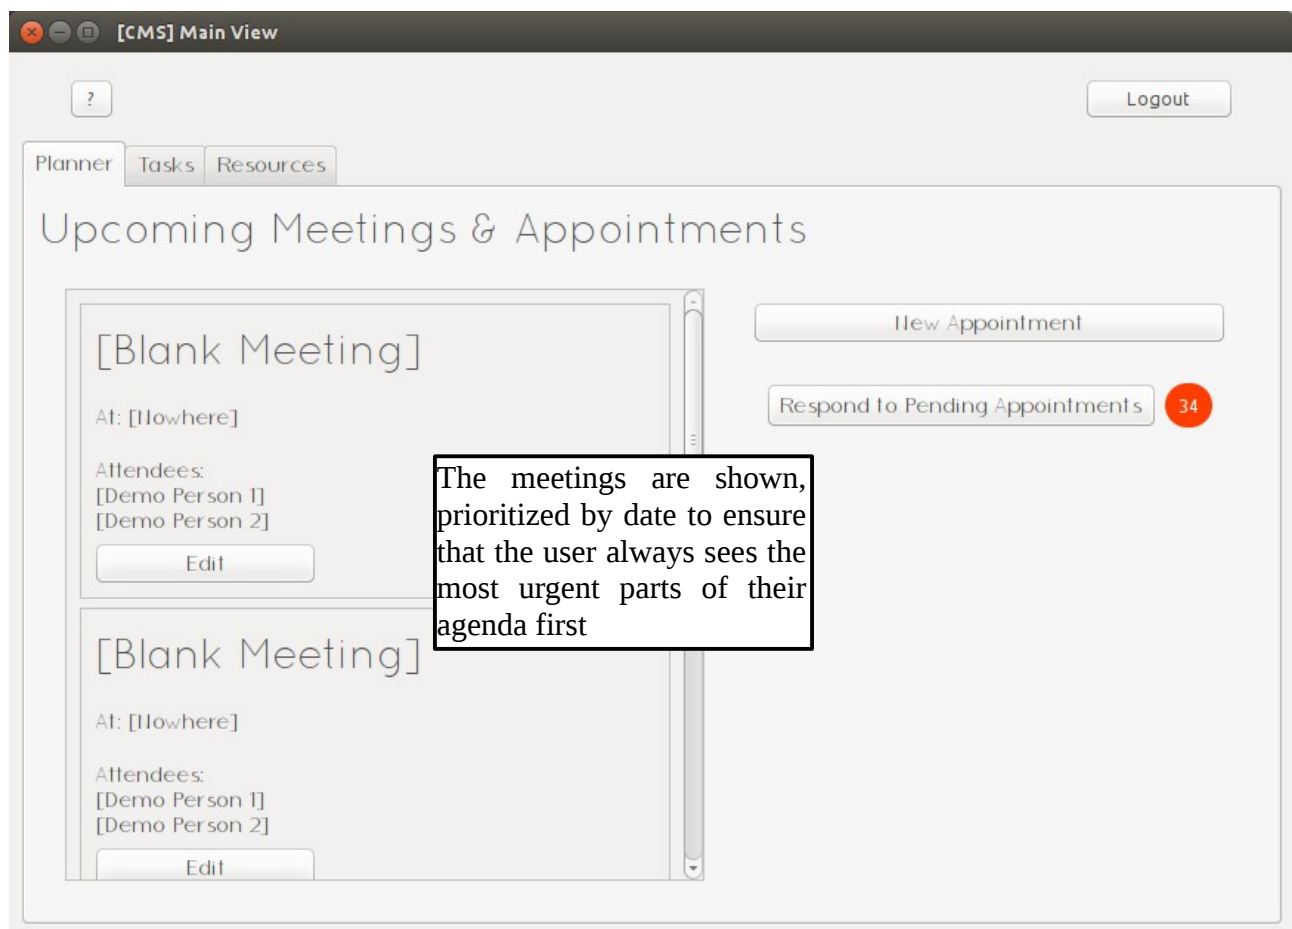 [CMS] Main View
?
Logout
Planner Tasks Resources
Upcoming Meetings & Appointments
[Blank Meeting]
At: [Nowhere]
Attendees:
[Demo Person 1]
[Demo Person 2]
Edit
[Blank Meeting]
At: [Nowhere]
Attendees:
[Demo Person 1]
[Demo Person 2]
Edit
New Appointment
Respond to Pending Appointments 34
The meetings are shown,
prioritized by date to ensure
that the user always sees the
most urgent parts of their
agenda first